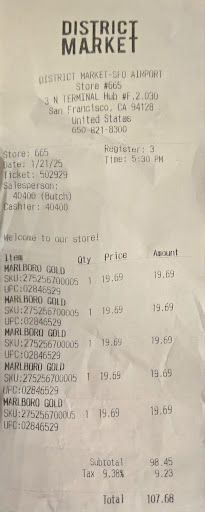 DISTRICT
MARKET
DISTRICT MARKET-SFO AIRPORT
Store #665
3 N TERMINAL Hub #F.2.030
San Francisco, CA 94128
United States
650-821-8300
Store: 665 Register: 3
Date: 1/21/25 Time: 5:30 PM
Ticket: 502929
Salesperson:
40400 (Butch)
Cashier: 40400
Welcome to our store!
Item Qty Price Amount
MARLBORO GOLD
SKU:275256700005 1 19.69 19.69
UPC:02846529
MARLBORO GOLD
SKU:275256700005 1 19.69 19.69
UPC:02846529
MARLBORO GOLD
SKU:275256700005 1 19.69 19.69
UPC:02846529
MARLBORO GOLD
SKU:275256700005 1 19.69 19.69
UPC:02846529
MARLBORO GOLD
SKU:275256700005 1 19.69 19.69
UPC:02846529
Subtotal 98.45
Tax 9.38% 9.23
Total 107.68